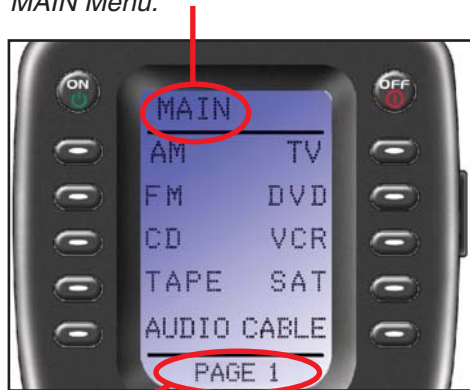 MAIN Menu.
ON OFF
MAIN
AM TV
FM DVD
CD VCR
TAPE SAT
AUDIO CABLE
PAGE 1